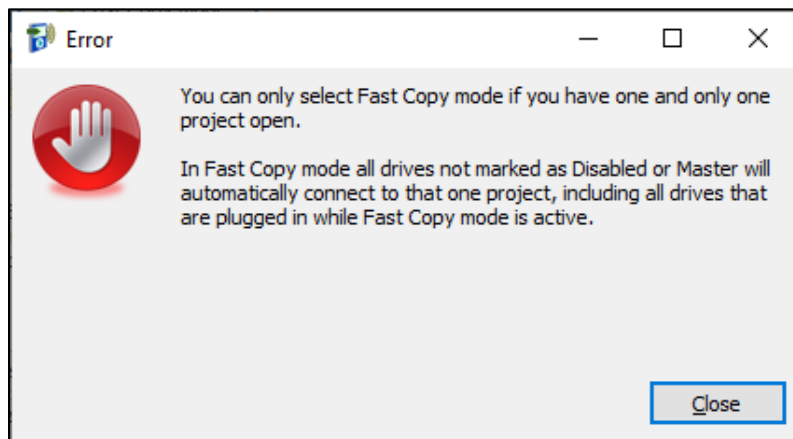 Error
You can only select Fast Copy mode if you have one and only one
project open.
In Fast Copy mode all drives not marked as Disabled or Master will
automatically connect to that one project, including all drives that
are plugged in while Fast Copy mode is active.
Close